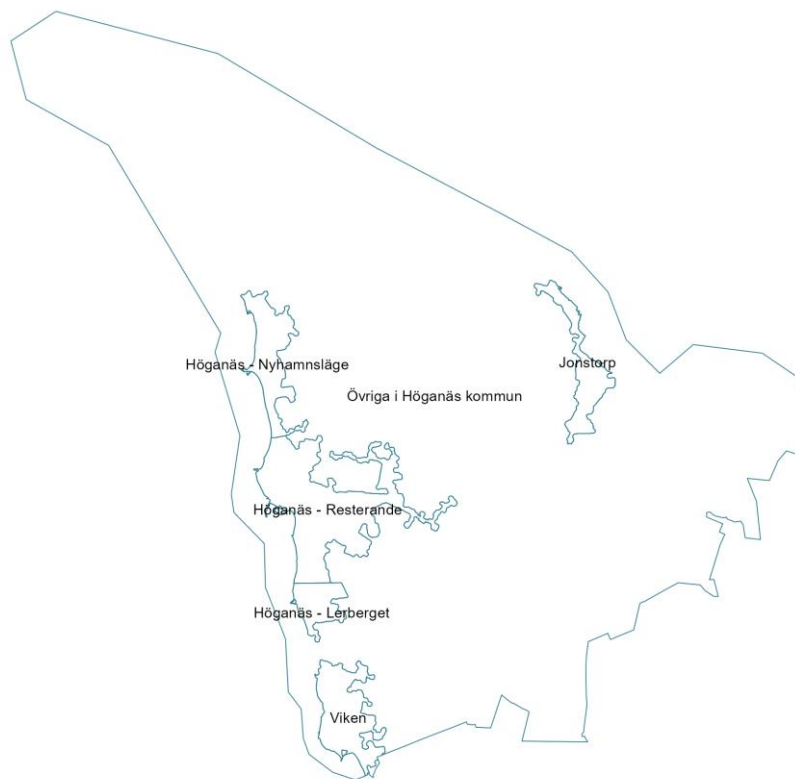 Höganäs - Nyhamnsläge
Jonstorp
Övriga i Höganäs kommun
Höganäs - Resterande
Höganäs - Lerberget
Viken